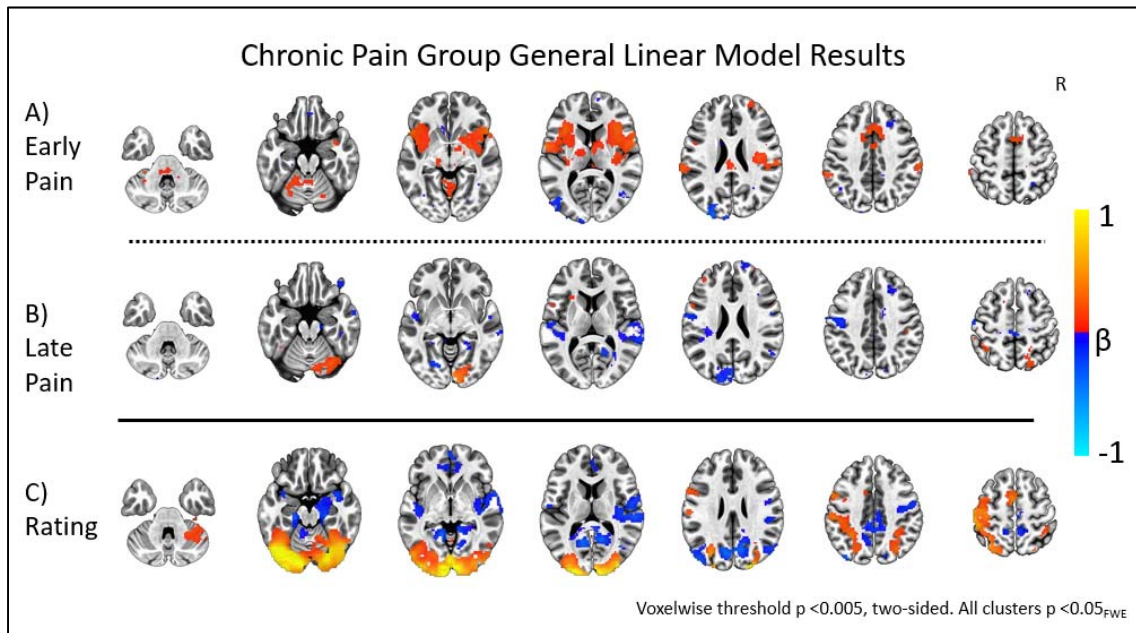 Chronic Pain Group General Linear Model Results
R
A)
Early
Pain
1
B)
Late
Pain
β
-1
C)
Rating
Voxelwise threshold p <0.005, two-sided. All clusters p <0.05FWE